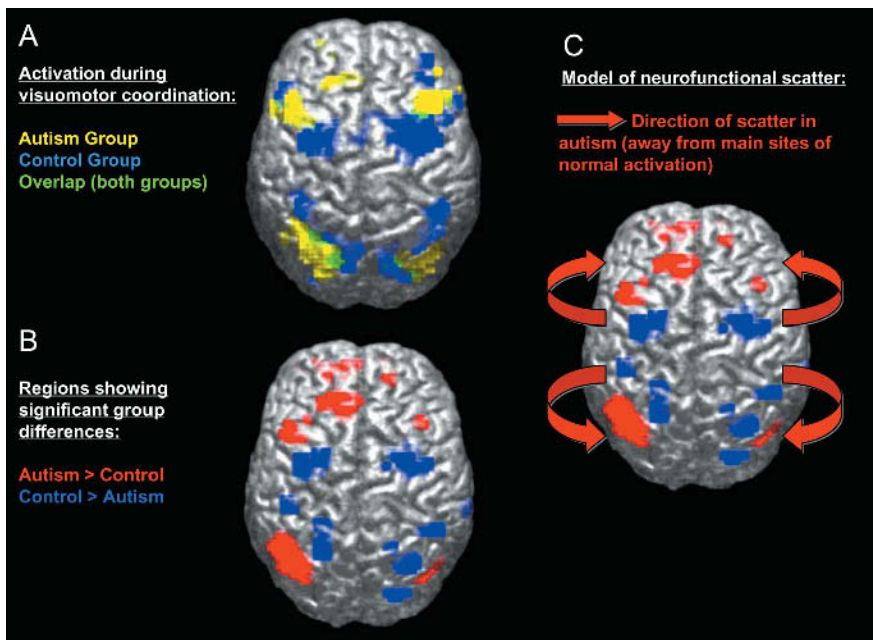 A
Activation during
visuomotor coordination:
Autism Group
Control Group
Overlap (both groups)
B
Regions showing
significant group
differences:
Autism > Control
Control > Autism
C
Model of neurofunctional scatter:
Direction of scatter in
autism (away from main sites of
normal activation)